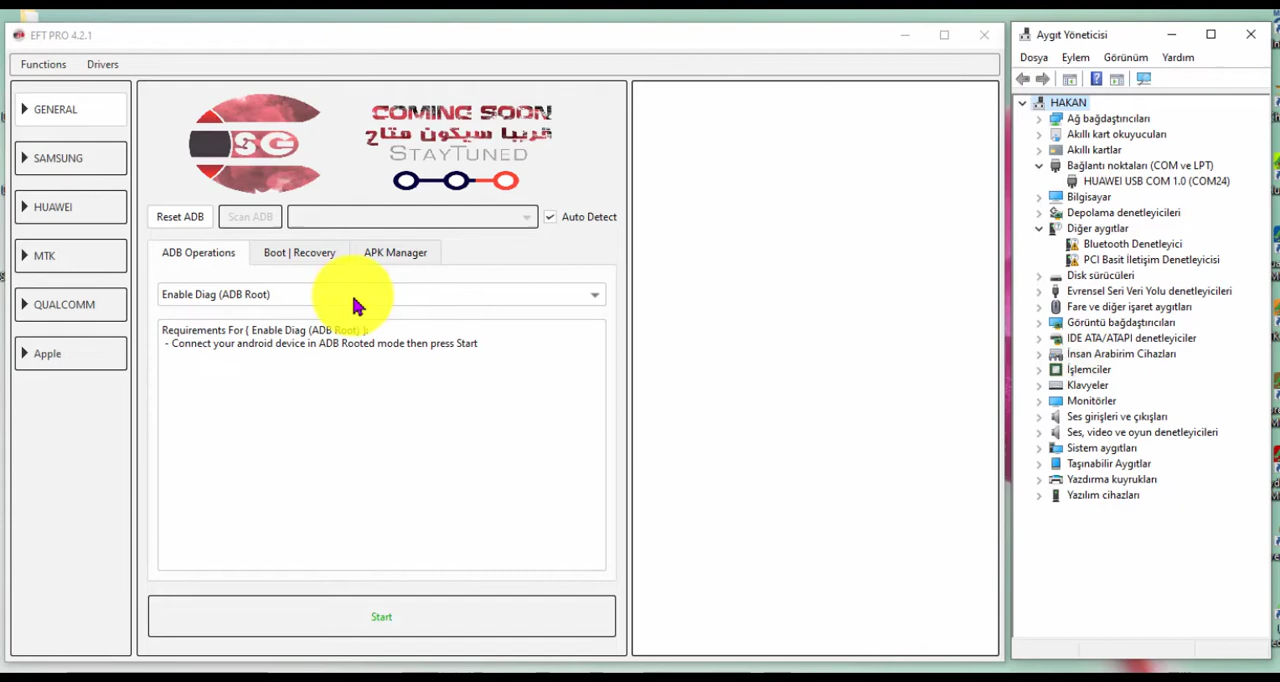 EFT PRO 4.2.1
Functions Drivers
GENERAL
SAMSUNG
HUAWEI
MTK
QUALCOMM
Apple
SG
COMING SOON
قريبا سيكون متاح
STAYTUNED
Reset ADB Scan ADB Auto Detect
ADB Operations Boot | Recovery APK Manager
Enable Diag (ADB Root)
Requirements For [ Enable Diag (ADB Root) ]:
- Connect your android device in ADB Rooted mode then press Start
Start
Aygıt Yöneticisi
Dosya Eylem Görünüm Yardım
HAKAN
Ağ bağdaştırıcıları
Akıllı kart okuyucuları
Akıllı kartlar
Bağlantı noktaları (COM ve LPT)
HUAWEI USB COM 1.0 (COM24)
Bilgisayar
Depolama denetleyicileri
Diğer aygıtlar
Bluetooth Denetleyici
PCI Basit İletişim Denetleyicisi
Disk sürücüleri
Evrensel Seri Veri Yolu denetleyicileri
Fare ve diğer işaret aygıtları
Görüntü bağdaştırıcıları
IDE ATA/ATAPI denetleyiciler
İnsan Arabirim Cihazları
İşlemciler
Klavyeler
Monitörler
Ses girişleri ve çıkışları
Ses, video ve oyun denetleyicileri
Sistem aygıtları
Taşınabilir Aygıtlar
Yazdırma kuyrukları
Yazılım cihazları